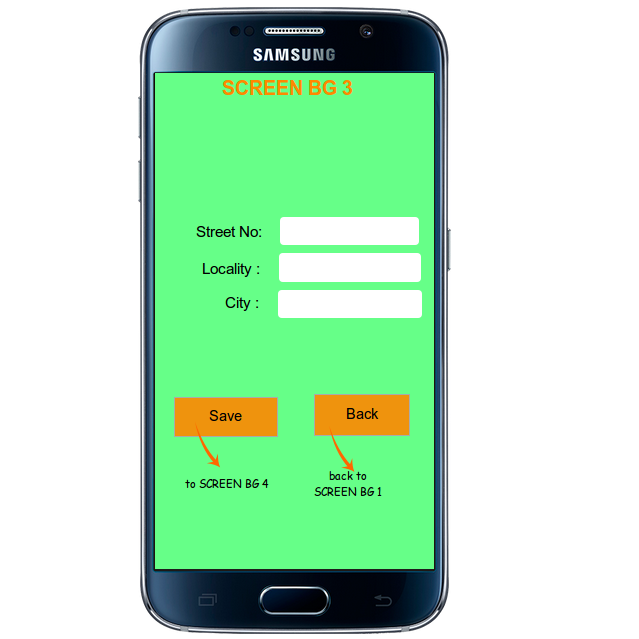 SAMSUNG
SCREEN BG 3
Street No:
Locality :
City :
Save
Back
to SCREEN BG 4
back to
SCREEN BG 1